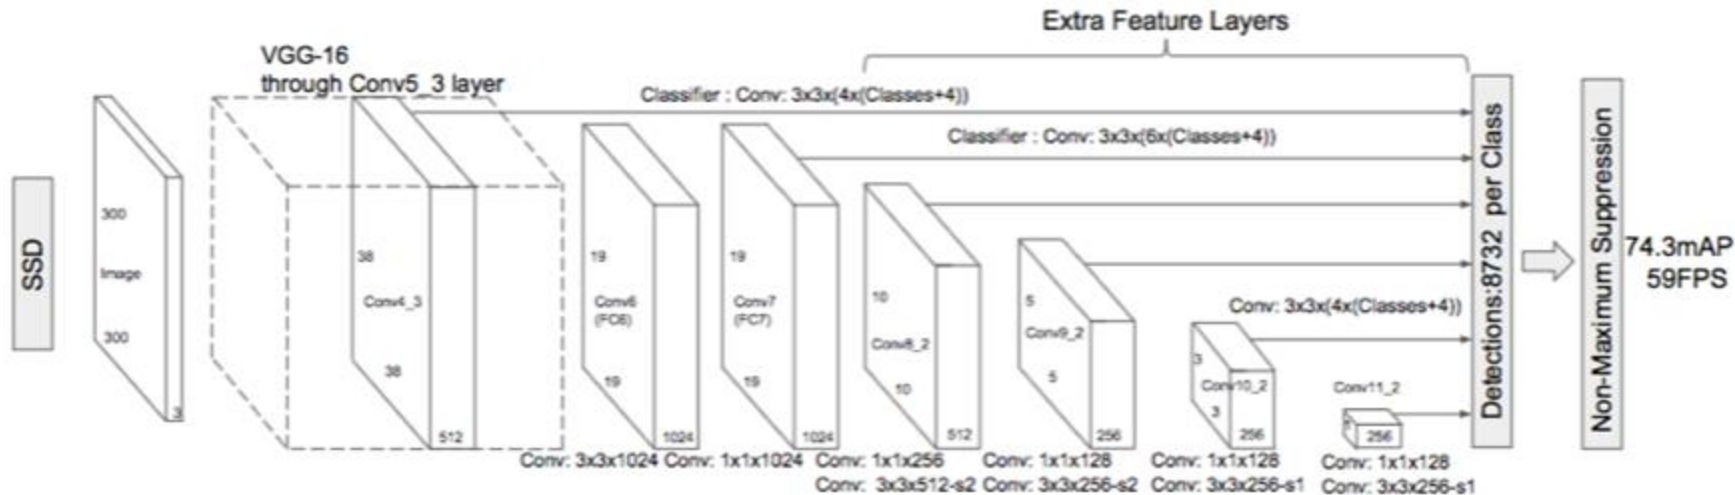 Extra Feature Layers
VGG-16
through Conv5_3 layer
Classifier : Conv: 3x3x(4x(Classes+4))
Classifier : Conv: 3x3x(6x(Classes+4))
SSD
300
Image
300
3
38
Conv4_3
38
512
19
Conv6
(FC6)
19
1024
19
Conv7
(FC7)
19
1024
10
Conv8_2
10
512
5
Conv9_2
5
256
Conv: 3x3x(4x(Classes+4))
3
Conv10_2
3
256
Conv11_2
256
Conv: 3x3x1024
Conv: 1x1x1024
Conv: 1x1x256
Conv: 3x3x512-s2
Conv: 1x1x128
Conv: 3x3x256-s2
Conv: 1x1x128
Conv: 3x3x256-s1
Conv: 1x1x128
Conv: 3x3x256-s1
Detections:8732 per Class
Non-Maximum Suppression
74.3mAP
59FPS